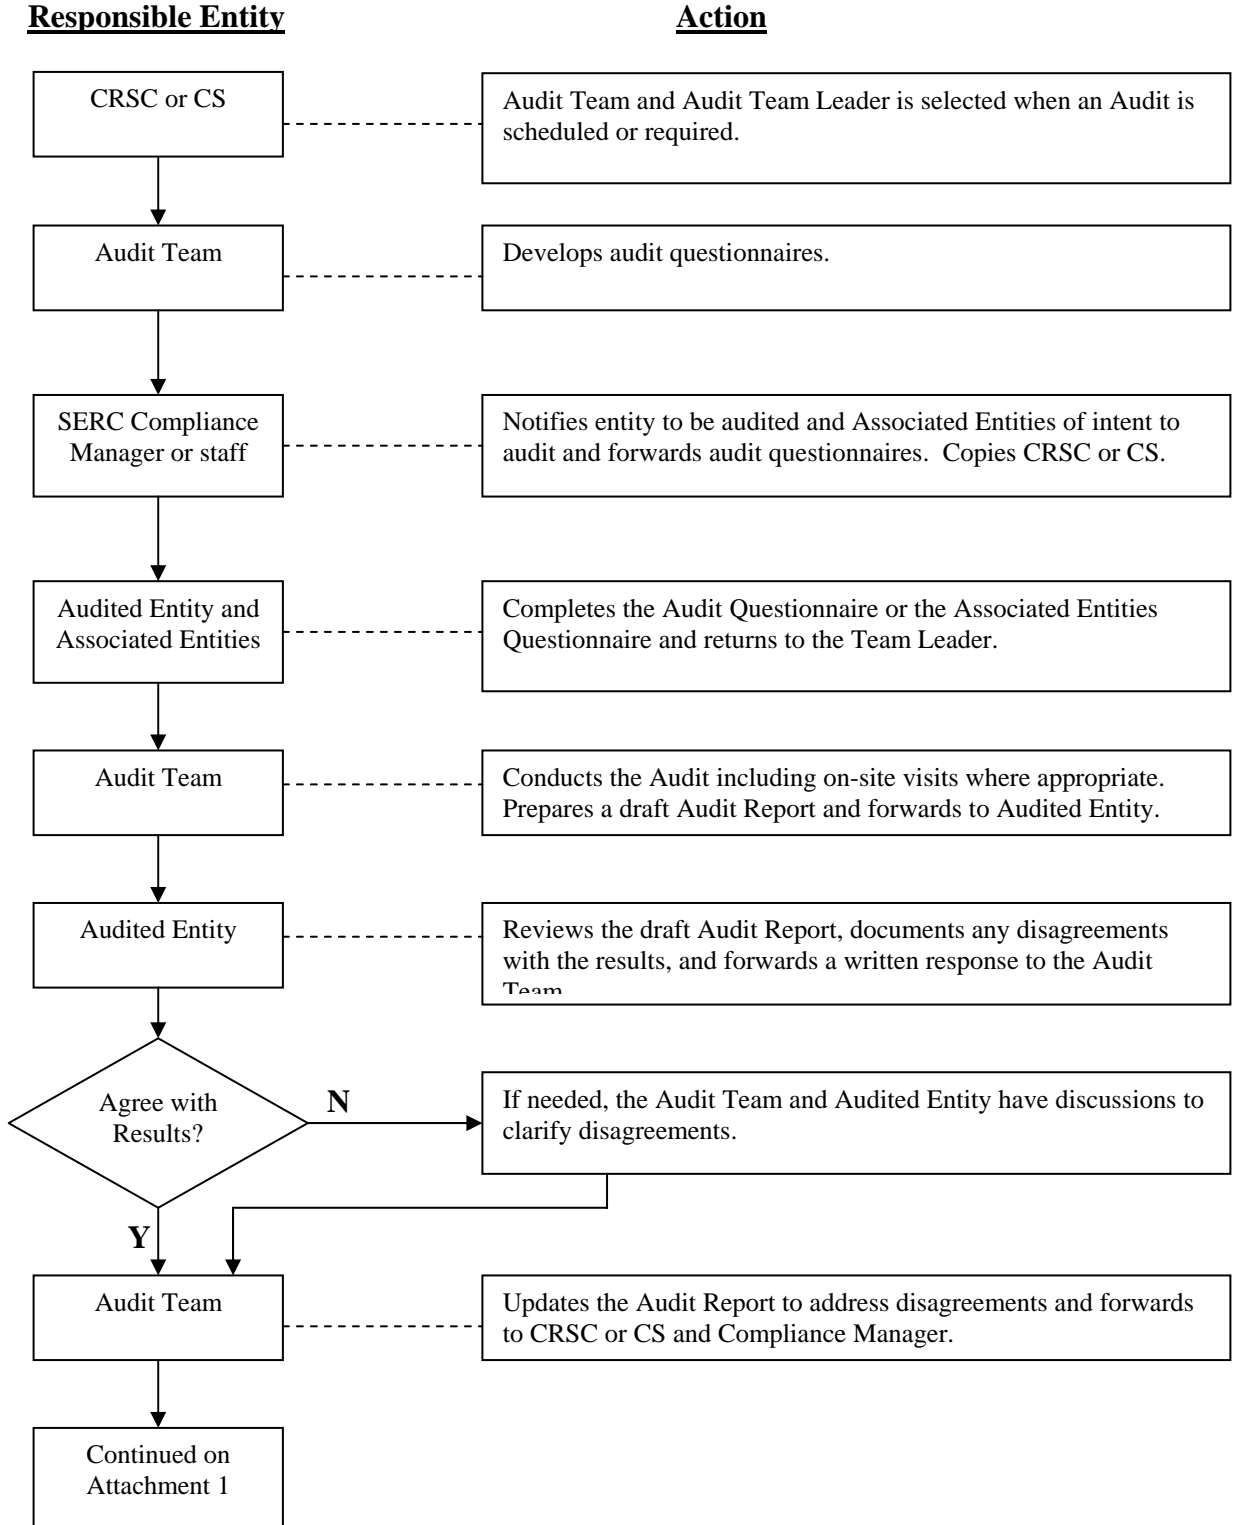 Responsible Entity
Action
CRSC or CS
Audit Team and Audit Team Leader is selected when an Audit is
scheduled or required.
Audit Team
Develops audit questionnaires.
SERC Compliance
Manager or staff
Notifies entity to be audited and Associated Entities of intent to
audit and forwards audit questionnaires.  Copies CRSC or CS.
Audited Entity and
Associated Entities
Completes the Audit Questionnaire or the Associated Entities
Questionnaire and returns to the Team Leader.
Audit Team
Conducts the Audit including on-site visits where appropriate.
Prepares a draft Audit Report and forwards to Audited Entity.
Audited Entity
Reviews the draft Audit Report, documents any disagreements
with the results, and forwards a written response to the Audit
Team
Agree with
Results?
N
If needed, the Audit Team and Audited Entity have discussions to
clarify disagreements.
Y
Audit Team
Updates the Audit Report to address disagreements and forwards
to CRSC or CS and Compliance Manager.
Continued on
Attachment 1